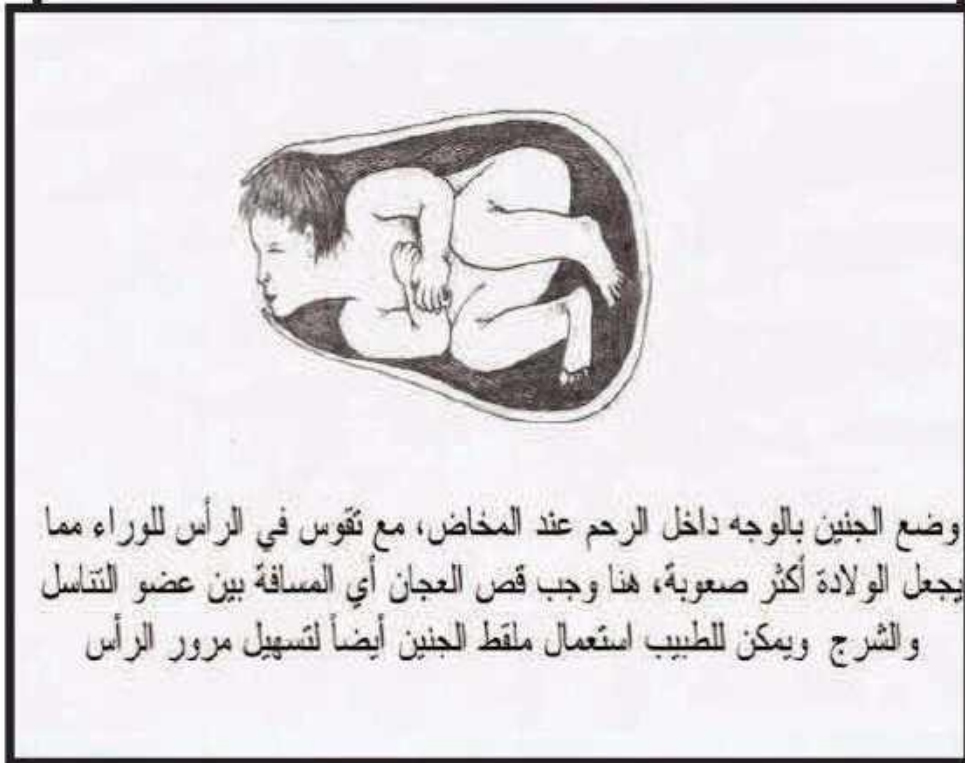 وضع الجنين بالوجه داخل الرحم عند المخاض، مع تقوس في الرأس للوراء مما
يجعل الولادة أكثر صعوبة، هنا وجب قص العجان أي المسافة بين عضو التناسل
والشرج ويمكن للطبيب استعمال ملقط الجنين أيضاً لتسهيل مرور الرأس